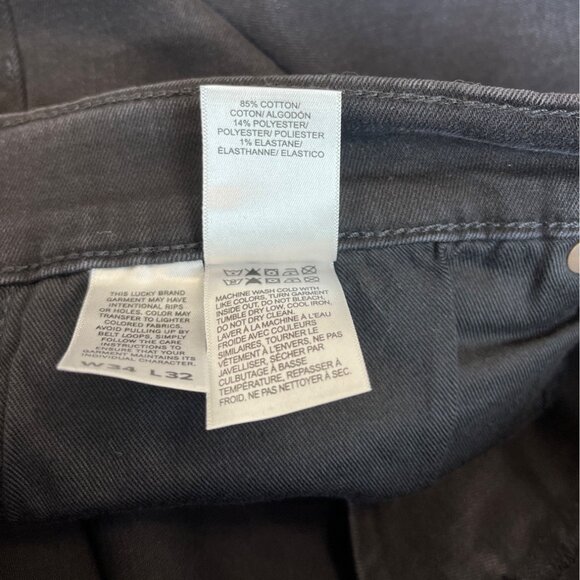 85% COTTON/
COTON/ ALGODÓN
14% POLYESTER/
POLYESTER/ POLIESTER
1% ELASTANE/
ÉLASTHANNE/ ELASTICO
MACHINE WASH COLD WITH
LIKE COLORS, TURN GARMENT
INSIDE OUT, DO NOT BLEACH,
TUMBLE DRY LOW, COOL IRON,
DO NOT DRY CLEAN.
LAVER À LA MACHINE À L'EAU
FROIDE AVEC COULEURS
SIMILAIRES, TOURNER LE
VÊTEMENT À L'ENVERS, NE PAS
JAVELLISER, SÉCHER PAR
CULBUTAGE À BASSE
TEMPÉRATURE, REPASSER À
FROID, NE PAS NETTOYER À SEC.
THIS LUCKY BRAND
GARMENT MAY HAVE
INTENTIONAL RIPS
OR HOLES. COLOR MAY
TRANSFER TO LIGHTER
COLORED FABRICS.
AVOID PULLING UP BY
BELT LOOPS. SIMPLY
FOLLOW THE CARE
INSTRUCTIONS TO
ENSURE THAT YOUR
GARMENT MAINTAINS ITS
INDIVIDUAL CHARACTER.
W34 L32